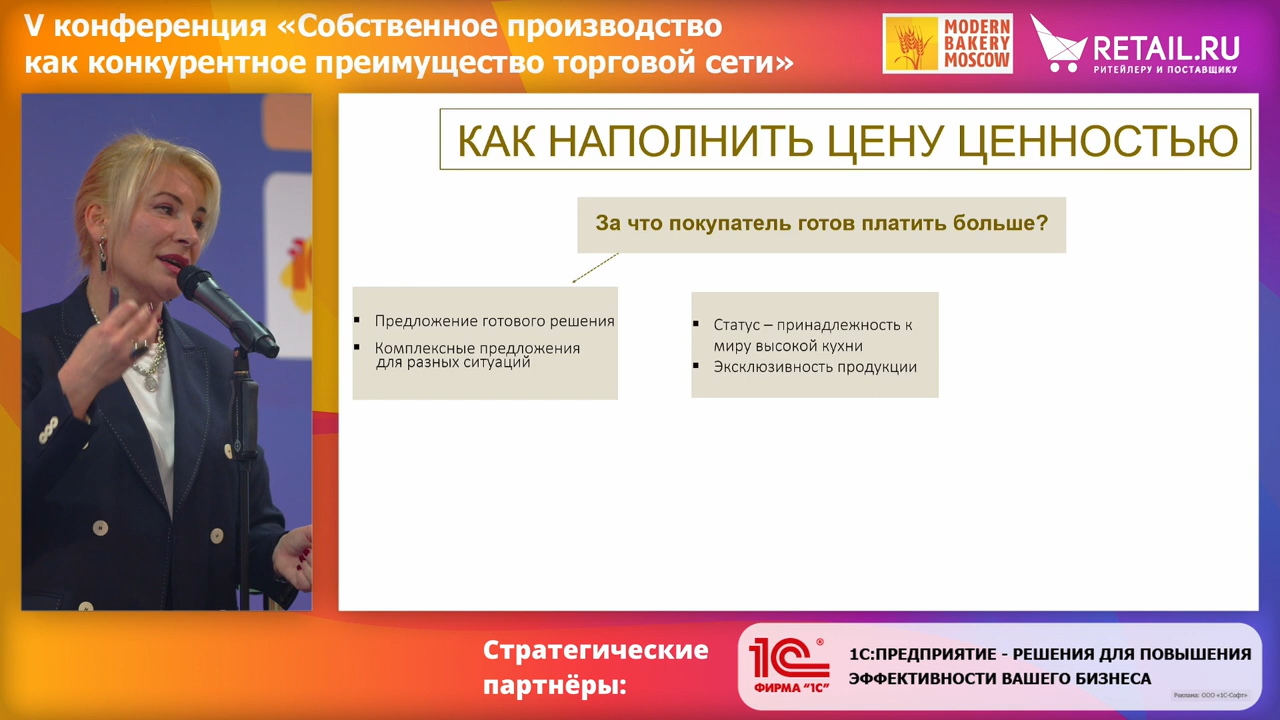 V конференция «Собственное производство
как конкурентное преимущество торговой сети»
MODERN
BAKERY
MOSCOW
RETAIL.RU
РИТЕЙЛЕРУ И ПОСТАВЩИКУ
КАК НАПОЛНИТЬ ЦЕНУ ЦЕННОСТЬЮ
За что покупатель готов платить больше?
▪ Предложение готового решения
▪ Комплексные предложения
для разных ситуаций
▪ Статус – принадлежность к
миру высокой кухни
▪ Эксклюзивность продукции
Стратегические
партнёры:
1С®
ФИРМА "1С"
1С:ПРЕДПРИЯТИЕ - РЕШЕНИЯ ДЛЯ ПОВЫШЕНИЯ
ЭФФЕКТИВНОСТИ ВАШЕГО БИЗНЕСА
Реклама: ООО «1С-Софт»